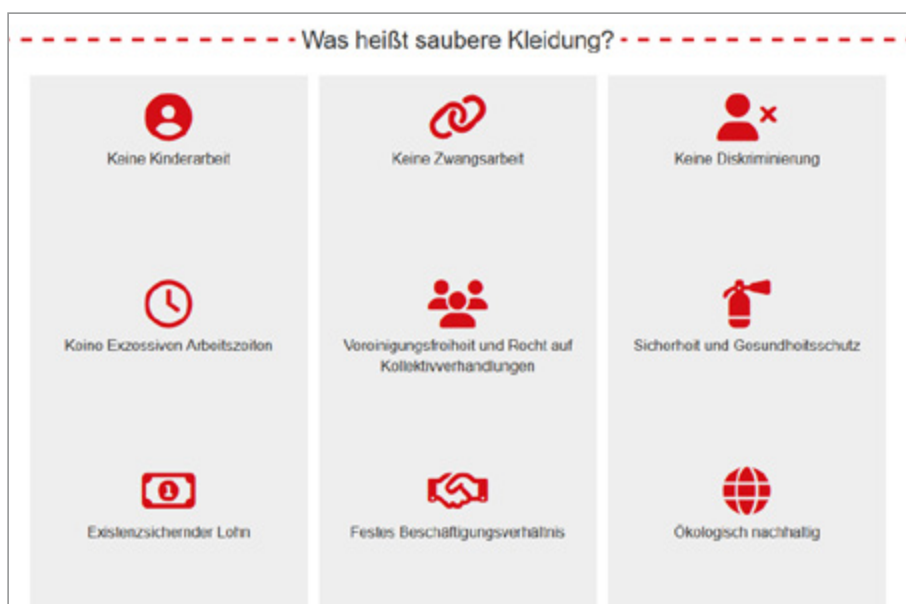 Was heißt saubere Kleidung?
Keine Kinderarbeit
Keine Zwangsarbeit
Keine Diskriminierung
Keine Exzessiven Arbeitszeiten
Vereinigungsfreiheit und Recht auf
Kollektivverhandlungen
Sicherheit und Gesundheitsschutz
Existenzsichernder Lohn
Festes Beschäftigungsverhältnis
Ökologisch nachhaltig